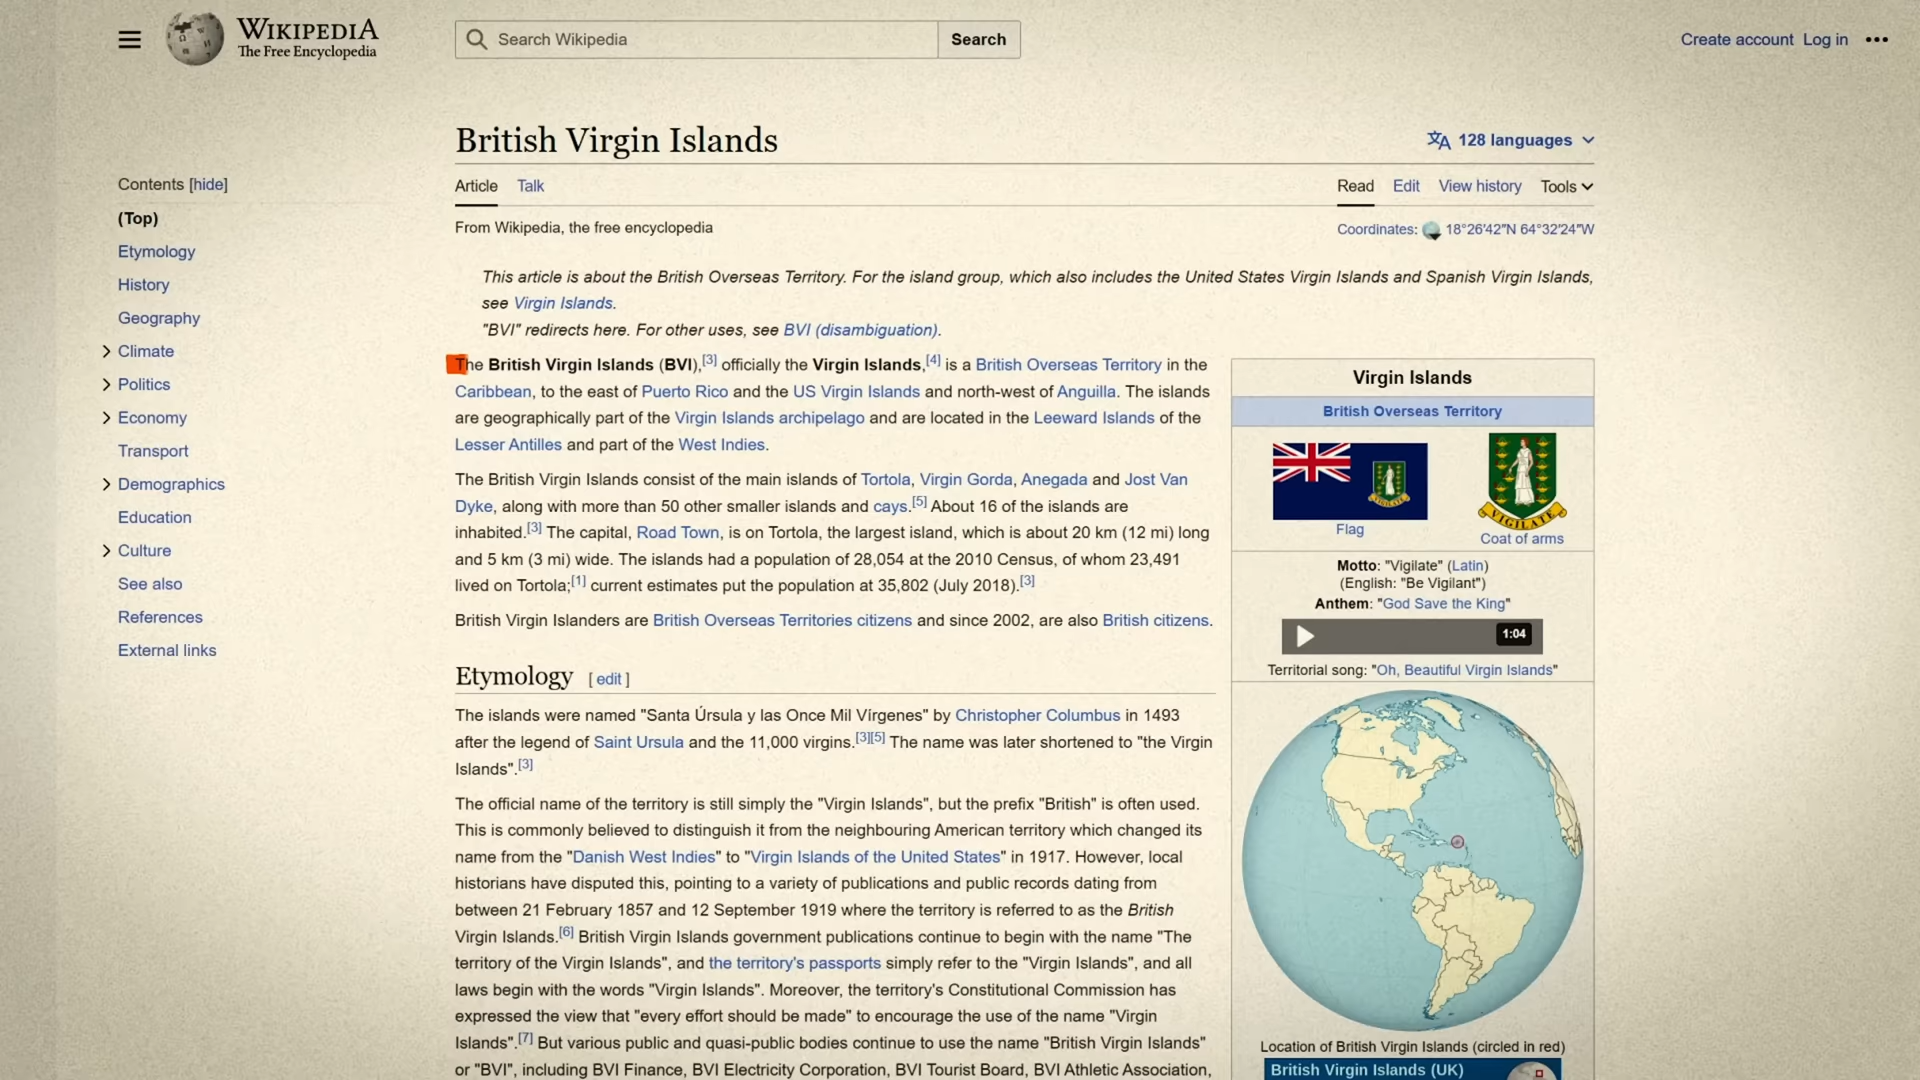 WIKIPEDIA
The Free Encyclopedia
Search Wikipedia
Search
Create account Log in
British Virgin Islands
128 languages
Contents [hide]
(Top)
Etymology
History
Geography
Climate
Politics
Economy
Transport
Demographics
Education
Culture
See also
References
External links
Article Talk
Read Edit View history Tools
From Wikipedia, the free encyclopedia
Coordinates: 18°26′42″N 64°32′24″W
This article is about the British Overseas Territory. For the island group, which also includes the United States Virgin Islands and Spanish Virgin Islands,
see Virgin Islands.
"BVI" redirects here. For other uses, see BVI (disambiguation).
The British Virgin Islands (BVI),[3] officially the Virgin Islands,[4] is a British Overseas Territory in the
Caribbean, to the east of Puerto Rico and the US Virgin Islands and north-west of Anguilla. The islands
are geographically part of the Virgin Islands archipelago and are located in the Leeward Islands of the
Lesser Antilles and part of the West Indies.
The British Virgin Islands consist of the main islands of Tortola, Virgin Gorda, Anegada and Jost Van
Dyke, along with more than 50 other smaller islands and cays.[5] About 16 of the islands are
inhabited.[3] The capital, Road Town, is on Tortola, the largest island, which is about 20 km (12 mi) long
and 5 km (3 mi) wide. The islands had a population of 28,054 at the 2010 Census, of whom 23,491
lived on Tortola;[1] current estimates put the population at 35,802 (July 2018).[3]
British Virgin Islanders are British Overseas Territories citizens and since 2002, are also British citizens.
Etymology [ edit ]
The islands were named "Santa Úrsula y las Once Mil Vírgenes" by Christopher Columbus in 1493
after the legend of Saint Ursula and the 11,000 virgins.[3][5] The name was later shortened to "the Virgin
Islands".[3]
The official name of the territory is still simply the "Virgin Islands", but the prefix "British" is often used.
This is commonly believed to distinguish it from the neighbouring American territory which changed its
name from the "Danish West Indies" to "Virgin Islands of the United States" in 1917. However, local
historians have disputed this, pointing to a variety of publications and public records dating from
between 21 February 1857 and 12 September 1919 where the territory is referred to as the British
Virgin Islands.[6] British Virgin Islands government publications continue to begin with the name "The
territory of the Virgin Islands", and the territory's passports simply refer to the "Virgin Islands", and all
laws begin with the words "Virgin Islands". Moreover, the territory's Constitutional Commission has
expressed the view that "every effort should be made" to encourage the use of the name "Virgin
Islands".[7] But various public and quasi-public bodies continue to use the name "British Virgin Islands"
or "BVI", including BVI Finance, BVI Electricity Corporation, BVI Tourist Board, BVI Athletic Association,
Virgin Islands
British Overseas Territory
VIGILATE
VIGILATE
Flag
Coat of arms
Motto: "Vigilate" (Latin)
(English: "Be Vigilant")
Anthem: "God Save the King"
1:04
Territorial song: "Oh, Beautiful Virgin Islands"
Location of British Virgin Islands (circled in red)
British Virgin Islands (UK)